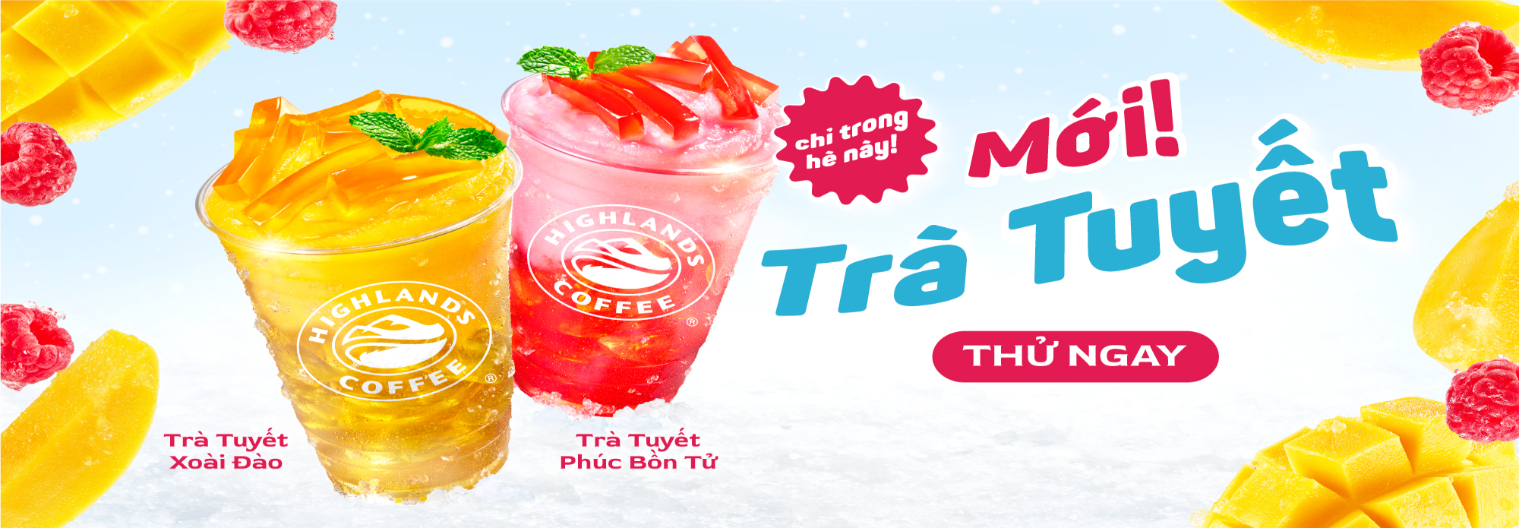 chỉ trong
hè này!
Mới!
Trà Tuyết
THỬ NGAY
HIGHLANDS
COFFEE
®
HIGHLANDS
COFFEE
®
Trà Tuyết
Xoài Đào
Trà Tuyết
Phúc Bồn Tử